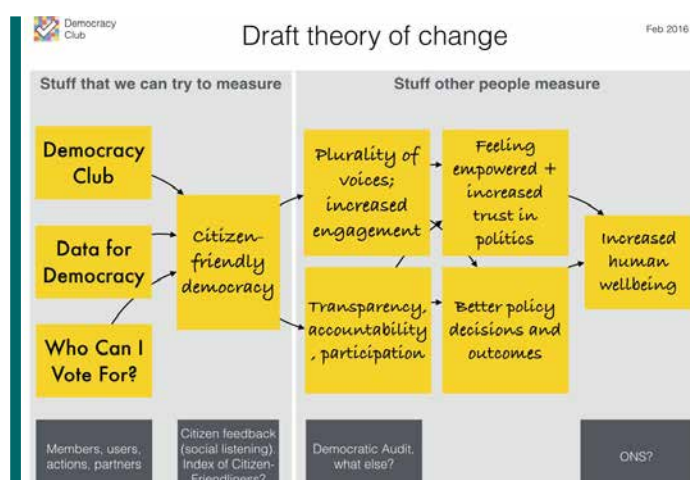 Democracy
Club
Draft theory of change
Feb 2016
Stuff that we can try to measure
Stuff other people measure
Democracy
Club
Data for
Democracy
Who Can I
Vote For?
Citizen-
friendly
democracy
Plurality of
voices;
increased
engagement
Transparency,
accountability
, participation
Feeling
empowered +
increased
trust in
politics
Better policy
decisions and
outcomes
Increased
human
wellbeing
Members, users,
actions, partners
Citizen feedback
(social listening).
Index of Citizen-
Friendliness?
Democratic Audit.
what else?
ONS?